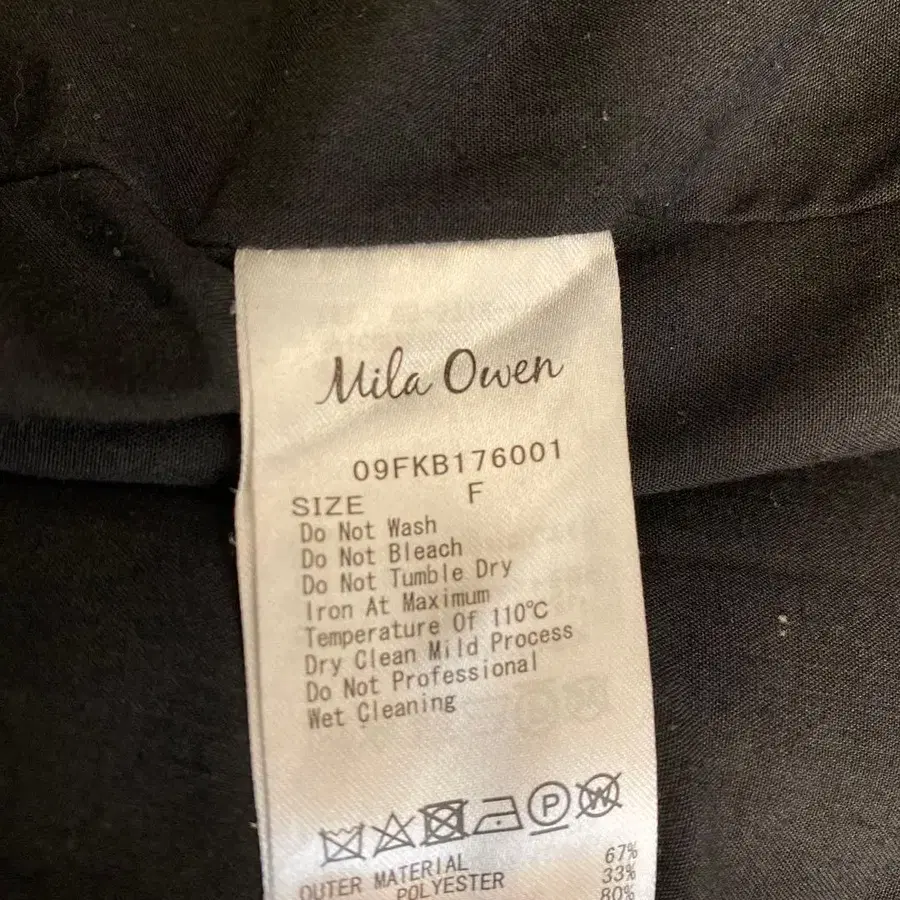 Mila Owen
09FKB176001
SIZE F
Do Not Wash
Do Not Bleach
Do Not Tumble Dry
Iron At Maximum
Temperature Of 110℃
Dry Clean Mild Process
Do Not Professional
Wet Cleaning
P W
OUTER MATERIAL 67%
POLYESTER 33%
80%